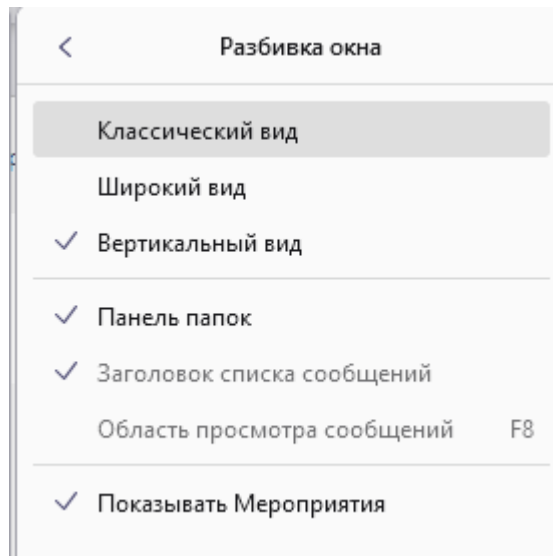 Разбивка окна
Классический вид
Широкий вид
Вертикальный вид
Панель папок
Заголовок списка сообщений
Область просмотра сообщений F8
Показывать Мероприятия